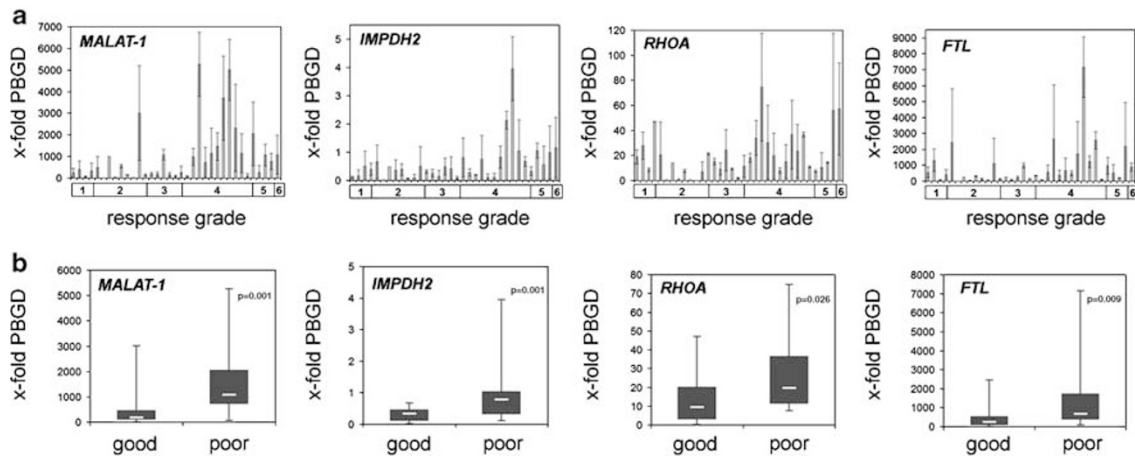 a
MALAT-1
x-fold PBGD
7000
6000
5000
4000
3000
2000
1000
0
1 2 3 4 5 6
response grade
IMPDH2
x-fold PBGD
5
4
3
2
1
0
1 2 3 4 5 6
response grade
RHOA
x-fold PBGD
120
100
80
60
40
20
0
1 2 3 4 5 6
response grade
FTL
x-fold PBGD
9000
8000
7000
6000
5000
4000
3000
2000
1000
0
1 2 3 4 5 6
response grade
b
MALAT-1
p=0.001
x-fold PBGD
6000
5000
4000
3000
2000
1000
0
good poor
IMPDH2
p=0.001
x-fold PBGD
5
4
3
2
1
0
good poor
RHOA
p=0.026
x-fold PBGD
80
70
60
50
40
30
20
10
0
good poor
FTL
p=0.009
x-fold PBGD
8000
7000
6000
5000
4000
3000
2000
1000
0
good poor